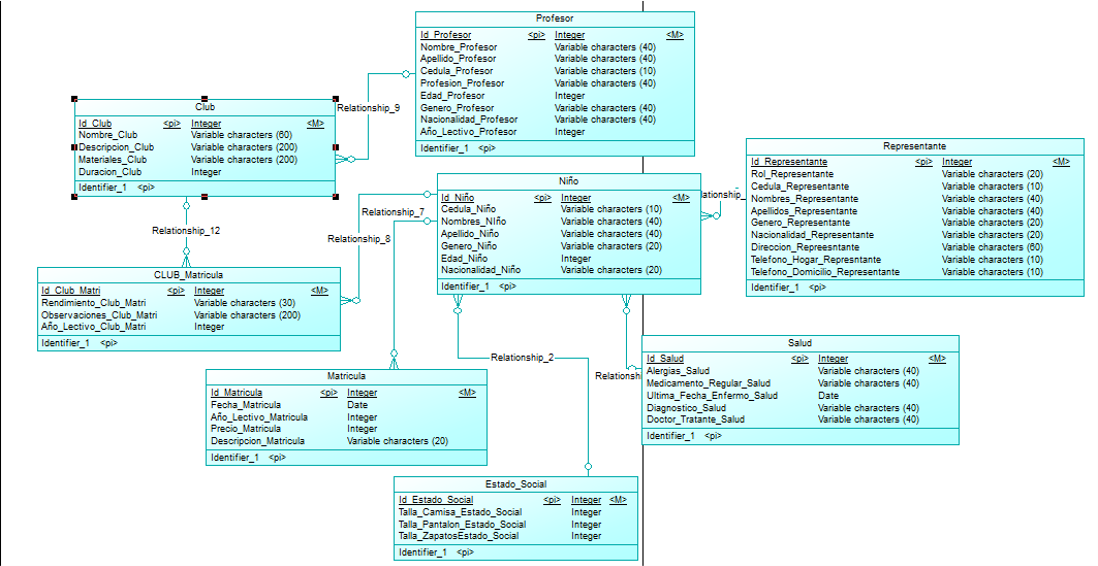 Profesor
Id_Profesor <pi> Integer <M>
Nombre_Profesor Variable characters (40)
Apellido_Profesor Variable characters (40)
Cedula_Profesor Variable characters (10)
Profesion_Profesor Variable characters (40)
Edad_Profesor Integer
Genero_Profesor Variable characters (40)
Nacionalidad_Profesor Variable characters (40)
Año_Lectivo_Profesor Integer
Identifier_1 <pi>
Relationship_9
Club
Id_Club <pi> Integer <M>
Nombre_Club Variable characters (60)
Descripcion_Club Variable characters (200)
Materiales_Club Variable characters (200)
Duracion_Club Integer
Identifier_1 <pi>
Representante
Id_Representante <pi> Integer <M>
Rol_Representante Variable characters (20)
Cedula_Representante Variable characters (10)
Nombres_Representante Variable characters (40)
Apellidos_Representante Variable characters (40)
Genero_Representante Variable characters (20)
Nacionalidad_Representante Variable characters (20)
Direccion_Repreesntante Variable characters (60)
Telefono_Hogar_Reprentante Variable characters (10)
Telefono_Domicilio_Representante Variable characters (10)
Identifier_1 <pi>
Niño
Id_Niño <pi> Integer <M>
Cedula_Niño Variable characters (10)
Nombres_NIño Variable characters (40)
Apellido_Niño Variable characters (40)
Genero_Niño Variable characters (20)
Edad_Niño Integer
Nacionalidad_Niño Variable characters (20)
Identifier_1 <pi>
elationship_
Relationship_7
Relationship_8
Relationship_12
CLUB_Matricula
Id_Club_Matri <pi> Integer <M>
Rendimiento_Club_Matri Variable characters (30)
Observaciones_Club_Matri Variable characters (200)
Año_Lectivo_Club_Matri Integer
Identifier_1 <pi>
Relationship_2
Relationsh
Salud
Id_Salud <pi> Integer <M>
Alergias_Salud Variable characters (40)
Medicamento_Regular_Salud Variable characters (40)
Ultima_Fecha_Enfermo_Salud Date
Diagnostico_Salud Variable characters (40)
Doctor_Tratante_Salud Variable characters (40)
Identifier_1 <pi>
Matricula
Id_Matricula <pi> Integer <M>
Fecha_Matricula Date
Año_Lectivo_Matricula Integer
Precio_Matricula Integer
Descripcion_Matricula Variable characters (20)
Identifier_1 <pi>
Estado_Social
Id_Estado_Social <pi> Integer <M>
Talla_Camisa_Estado_Social Integer
Talla_Pantalon_Estado_Social Integer
Talla_ZapatosEstado_Social Integer
Identifier_1 <pi>